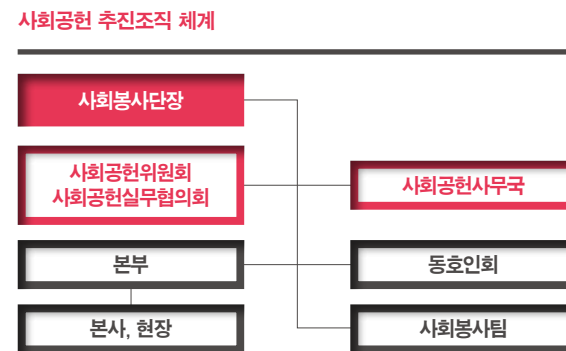 사회공헌 추진조직 체계
사회봉사단장
사회공헌위원회
사회공헌실무협의회
사회공헌사무국
본부
동호인회
본사, 현장
사회봉사팀